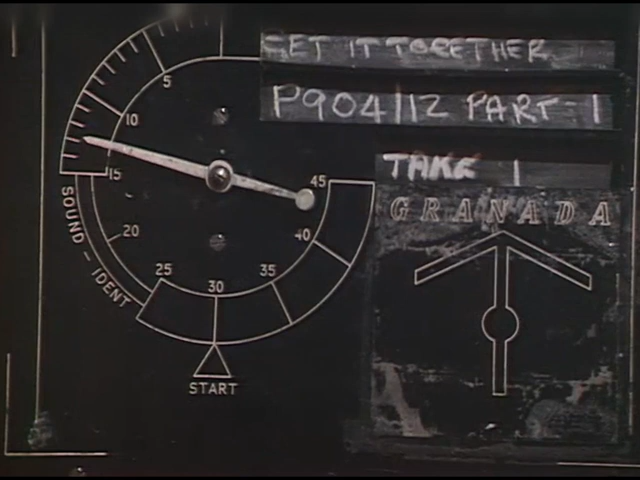 GET IT TOGETHER
P904/12 PART-1
TAKE 1
GRANADA
5
10
15
20
25
30
35
40
45
SOUND - IDENT
START